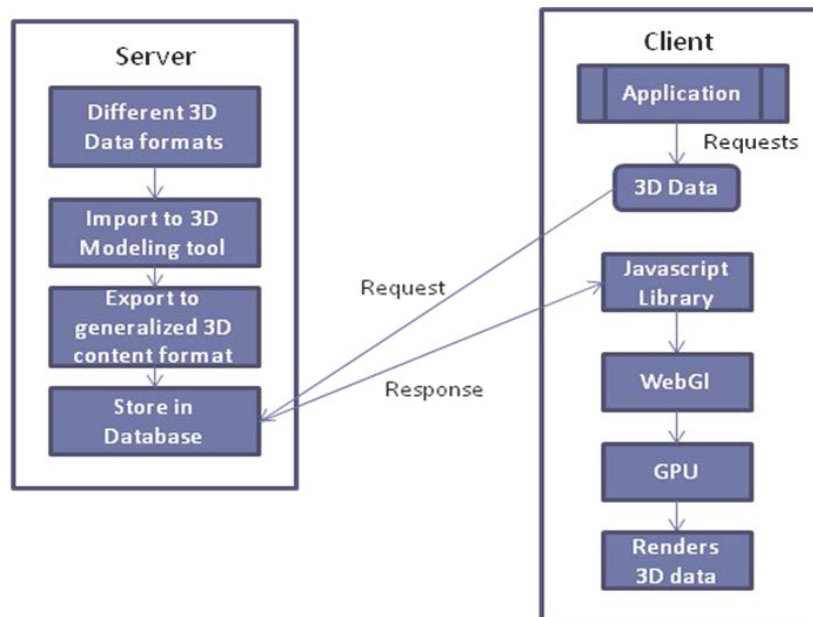 Server
Different 3D
Data formats
Import to 3D
Modeling tool
Export to
generalized 3D
content format
Store in
Database
Request
Response
Client
Application
Requests
3D Data
Javascript
Library
WebGl
GPU
Renders
3D data